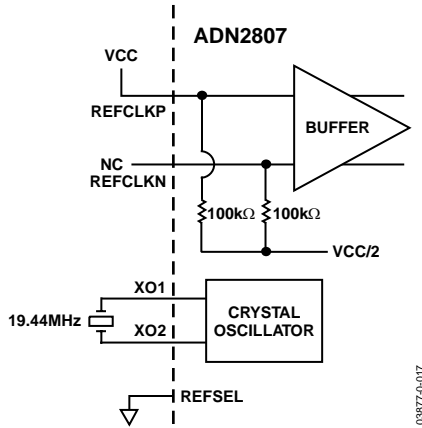 ADN2807
VCC
REFCLKP
BUFFER
NC
REFCLKN
100kΩ 100kΩ
VCC/2
XO1
19.44MHz
CRYSTAL
OSCILLATOR
XO2
REFSEL
03877-0-017